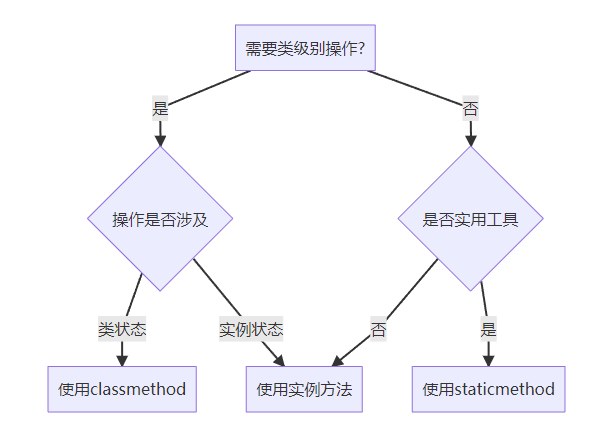 需要类级别操作?
是
否
操作是否涉及
是否实用工具
类状态
实例状态
否
是
使用classmethod
使用实例方法
使用staticmethod